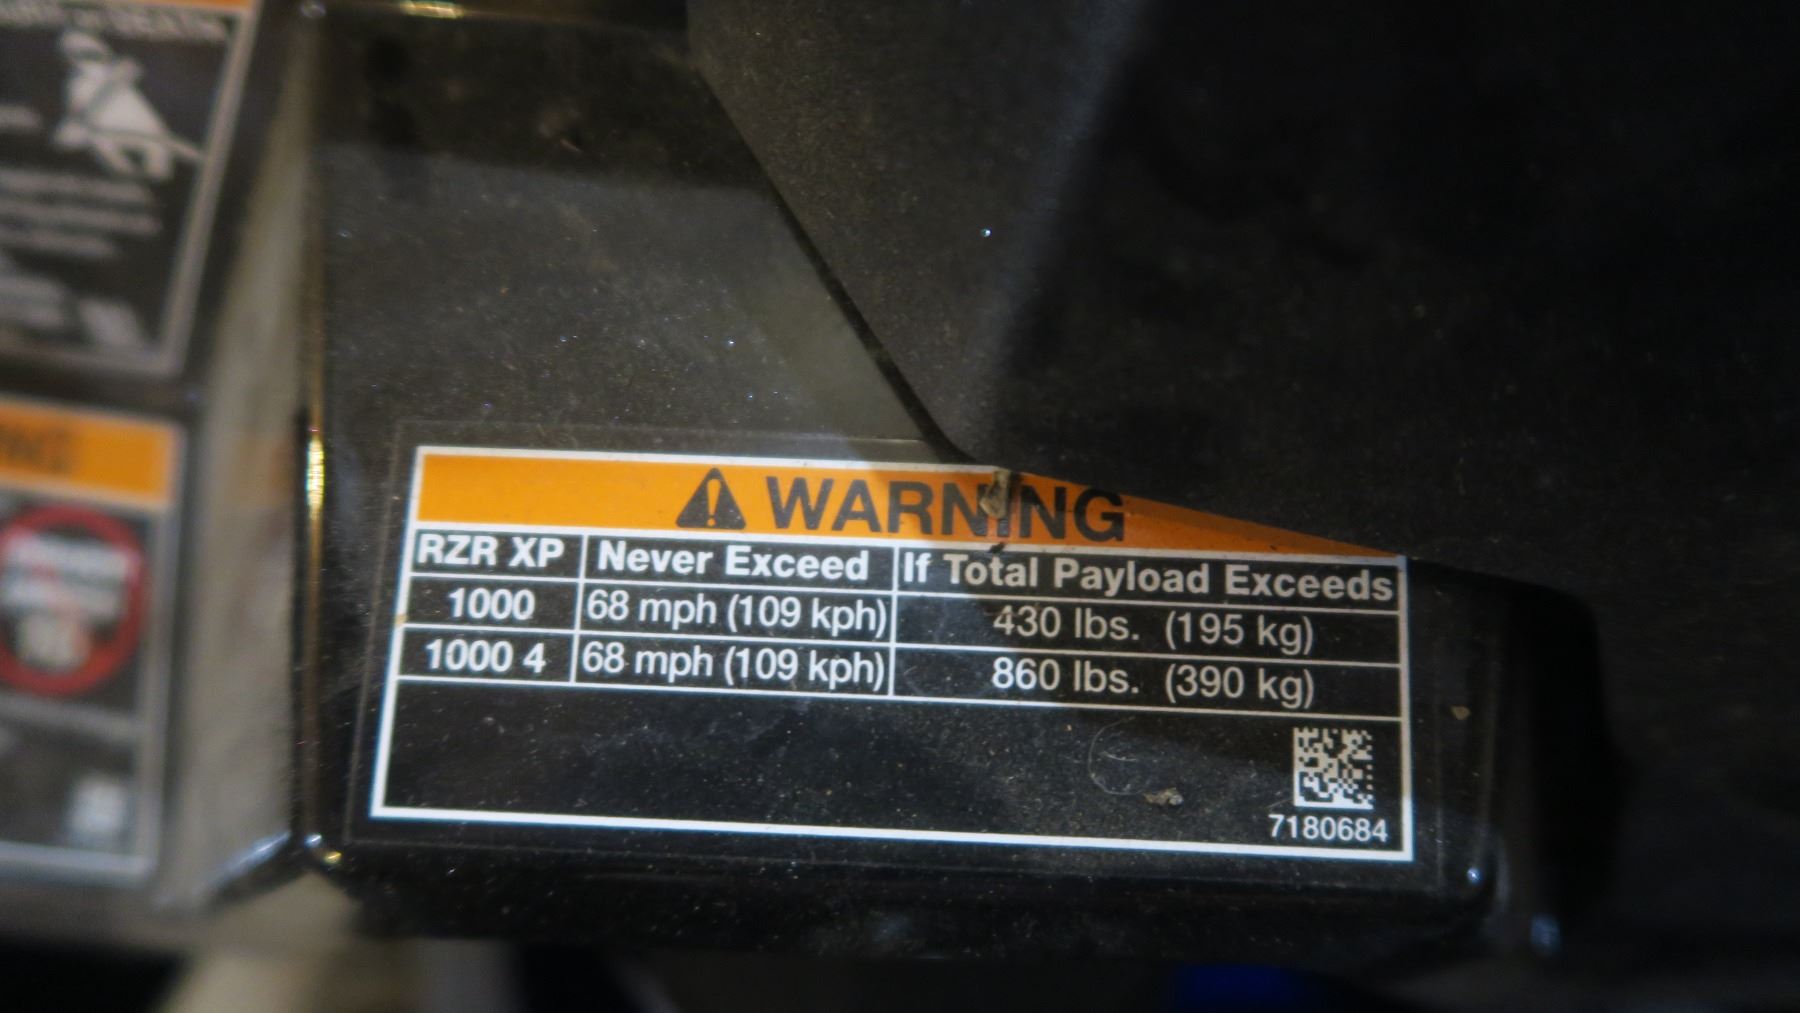 WARNING
RZR XP Never Exceed If Total Payload Exceeds
1000 68 mph (109 kph) 430 lbs. (195 kg)
1000 4 68 mph (109 kph) 860 lbs. (390 kg)
7180684